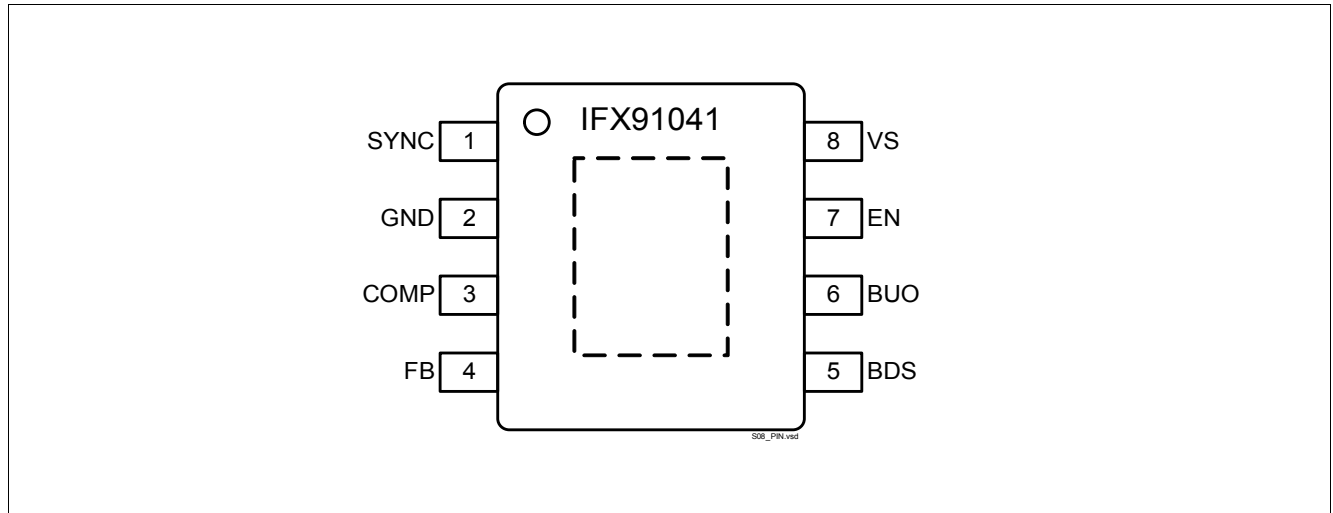 IFX91041
SYNC 1 8 VS
GND 2 7 EN
COMP 3 6 BUO
FB 4 5 BDS
S08_PIN.vsd